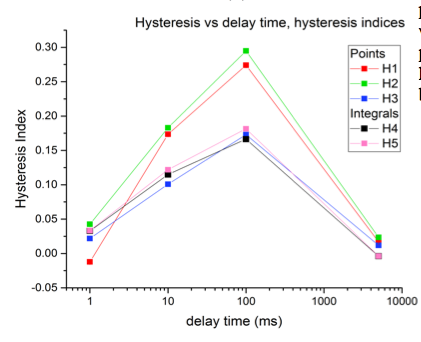 Hysteresis vs delay time, hysteresis indices
Points
H1
H2
H3
Integrals
H4
H5
Hysteresis Index
0.30
0.25
0.20
0.15
0.10
0.05
0.00
-0.05
1
10
100
1000
10000
delay time (ms)